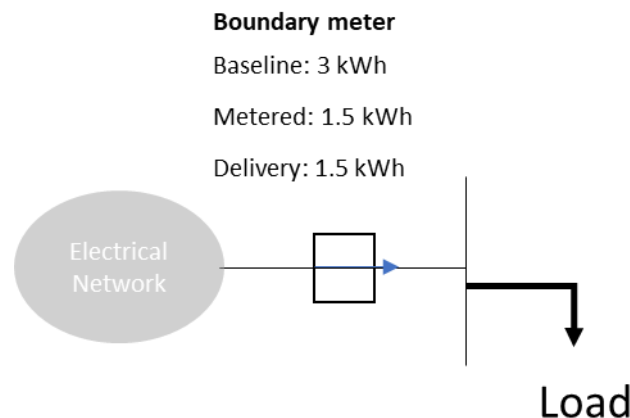 Boundary meter
Baseline: 3 kWh
Metered: 1.5 kWh
Delivery: 1.5 kWh
Electrical
Network
Load